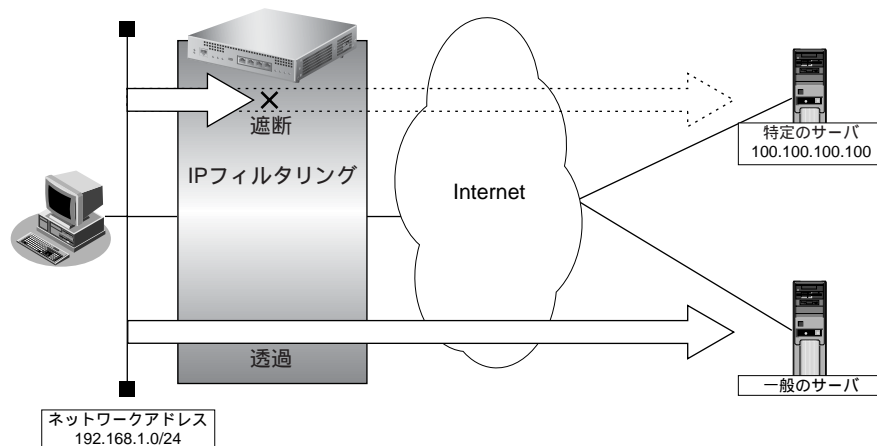 遮断
IPフィルタリング
Internet
特定のサーバ
100.100.100.100
透過
一般のサーバ
ネットワークアドレス
192.168.1.0/24